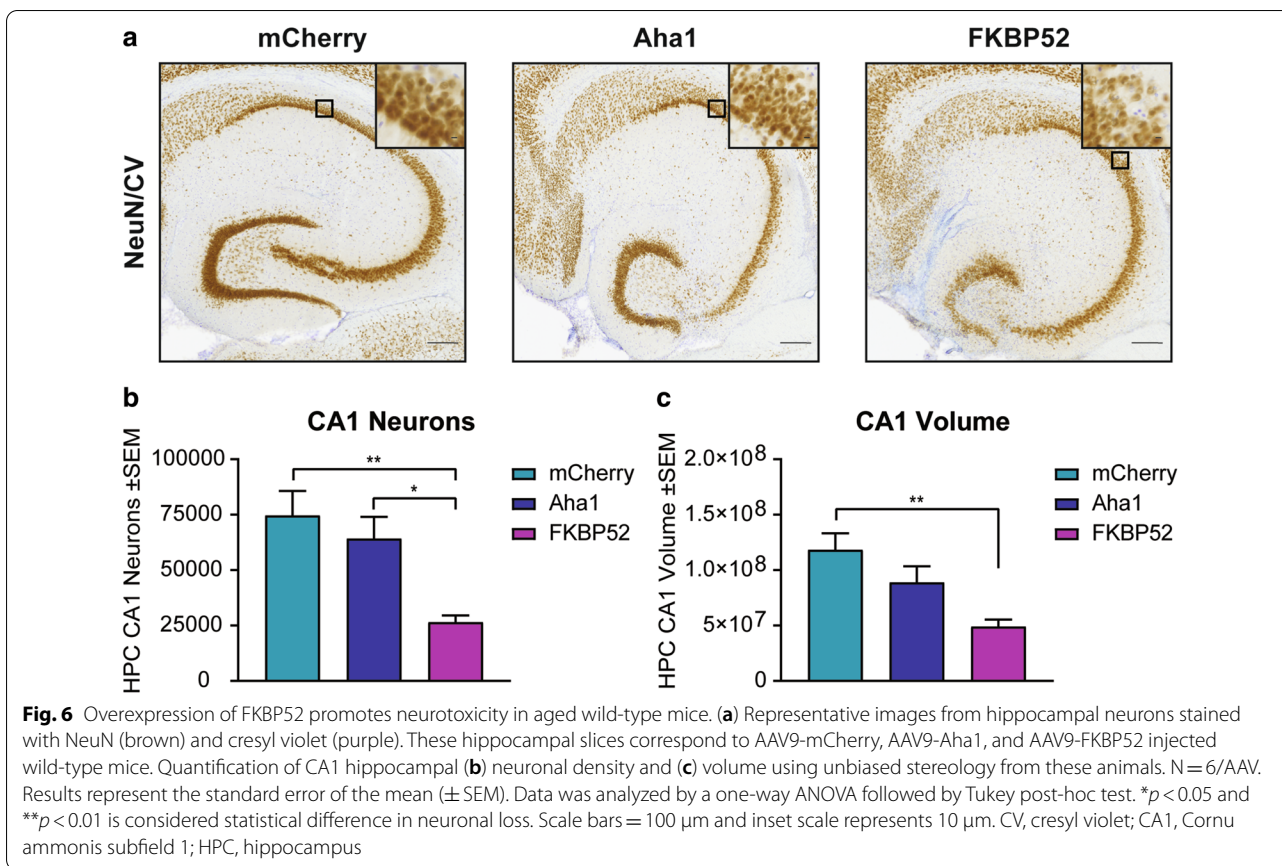 a
mCherry
Aha1
FKBP52
NeuN/CV
b
CA1 Neurons
HPC CA1 Neurons ±SEM
100000
75000
50000
25000
0
**
*
mCherry
Aha1
FKBP52
c
CA1 Volume
HPC CA1 Volume ±SEM
2.0×10⁸
1.5×10⁸
1.0×10⁸
5×10⁷
0
**
mCherry
Aha1
FKBP52
Fig. 6 Overexpression of FKBP52 promotes neurotoxicity in aged wild-type mice. (a) Representative images from hippocampal neurons stained
with NeuN (brown) and cresyl violet (purple). These hippocampal slices correspond to AAV9-mCherry, AAV9-Aha1, and AAV9-FKBP52 injected
wild-type mice. Quantification of CA1 hippocampal (b) neuronal density and (c) volume using unbiased stereology from these animals. N = 6/AAV.
Results represent the standard error of the mean (± SEM). Data was analyzed by a one-way ANOVA followed by Tukey post-hoc test. *p < 0.05 and
**p < 0.01 is considered statistical difference in neuronal loss. Scale bars = 100 μm and inset scale represents 10 μm. CV, cresyl violet; CA1, Cornu
ammonis subfield 1; HPC, hippocampus